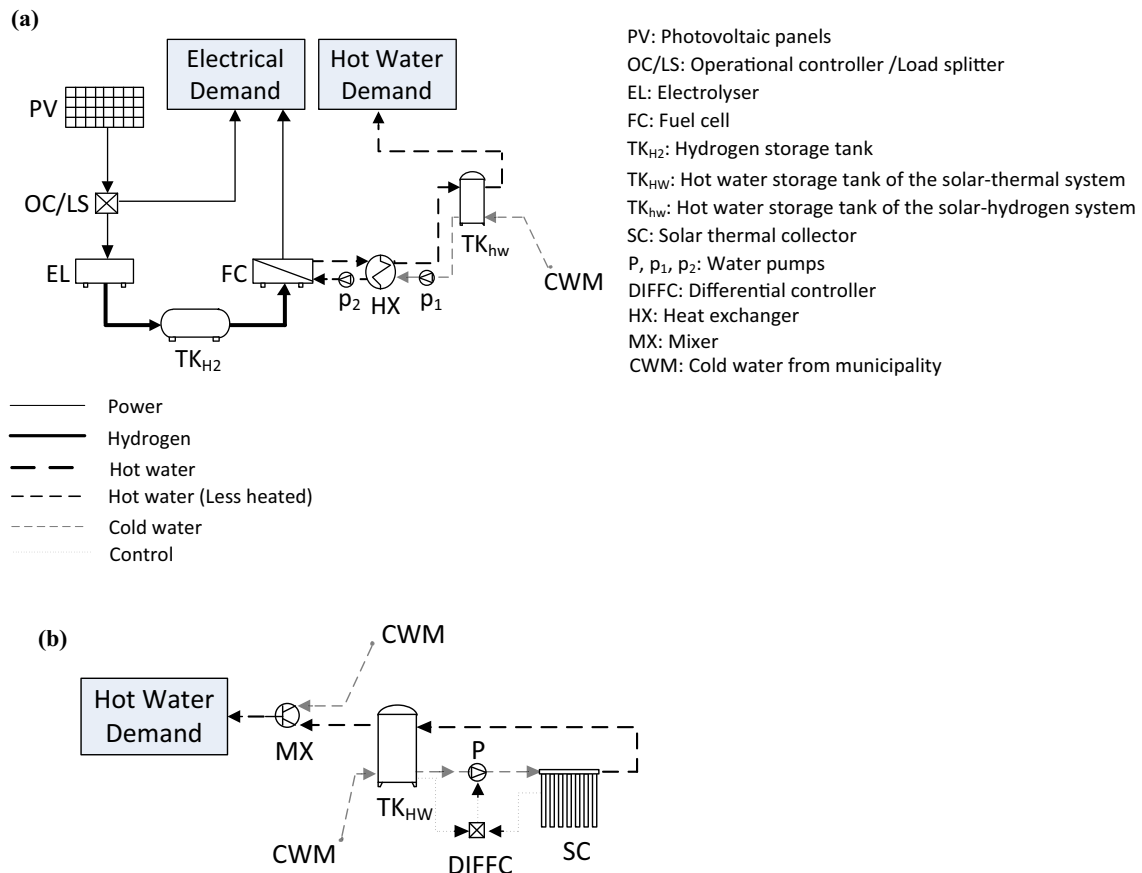 (a)
Electrical
Demand
Hot Water
Demand
PV
OC/LS
EL
FC
TKH2
p2
HX
p1
TKhw
CWM
PV: Photovoltaic panels
OC/LS: Operational controller /Load splitter
EL: Electrolyser
FC: Fuel cell
TKH2: Hydrogen storage tank
TKHW: Hot water storage tank of the solar-thermal system
TKhw: Hot water storage tank of the solar-hydrogen system
SC: Solar thermal collector
P, p1, p2: Water pumps
DIFFC: Differential controller
HX: Heat exchanger
MX: Mixer
CWM: Cold water from municipality
Power
Hydrogen
Hot water
Hot water (Less heated)
Cold water
Control
(b)
CWM
Hot Water
Demand
MX
P
TKHW
CWM
DIFFC
SC